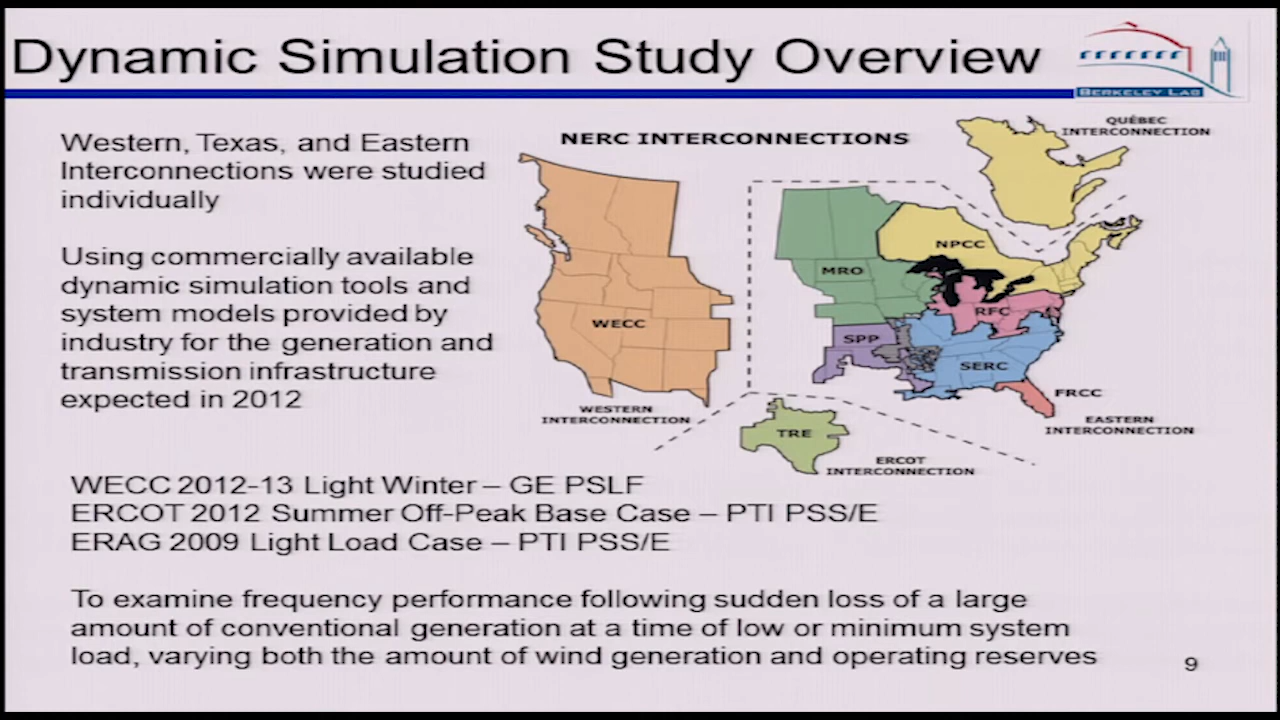 Dynamic Simulation Study Overview
BERKELEY LAB
Western, Texas, and Eastern
Interconnections were studied
individually
Using commercially available
dynamic simulation tools and
system models provided by
industry for the generation and
transmission infrastructure
expected in 2012
NERC INTERCONNECTIONS
QUÉBEC
INTERCONNECTION
NPCC
MRO
RFC
WECC
SPP
SERC
FRCC
WESTERN
INTERCONNECTION
EASTERN
INTERCONNECTION
TRE
ERCOT
INTERCONNECTION
WECC 2012-13 Light Winter – GE PSLF
ERCOT 2012 Summer Off-Peak Base Case – PTI PSS/E
ERAG 2009 Light Load Case – PTI PSS/E
To examine frequency performance following sudden loss of a large
amount of conventional generation at a time of low or minimum system
load, varying both the amount of wind generation and operating reserves
9